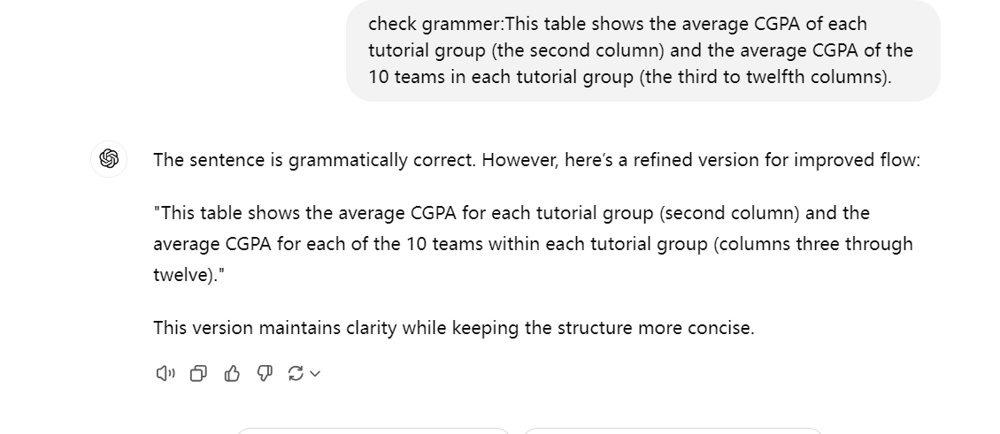 check grammer:This table shows the average CGPA of each
tutorial group (the second column) and the average CGPA of the
10 teams in each tutorial group (the third to twelfth columns).
The sentence is grammatically correct. However, here's a refined version for improved flow:
"This table shows the average CGPA for each tutorial group (second column) and the
average CGPA for each of the 10 teams within each tutorial group (columns three through
twelve)."
This version maintains clarity while keeping the structure more concise.